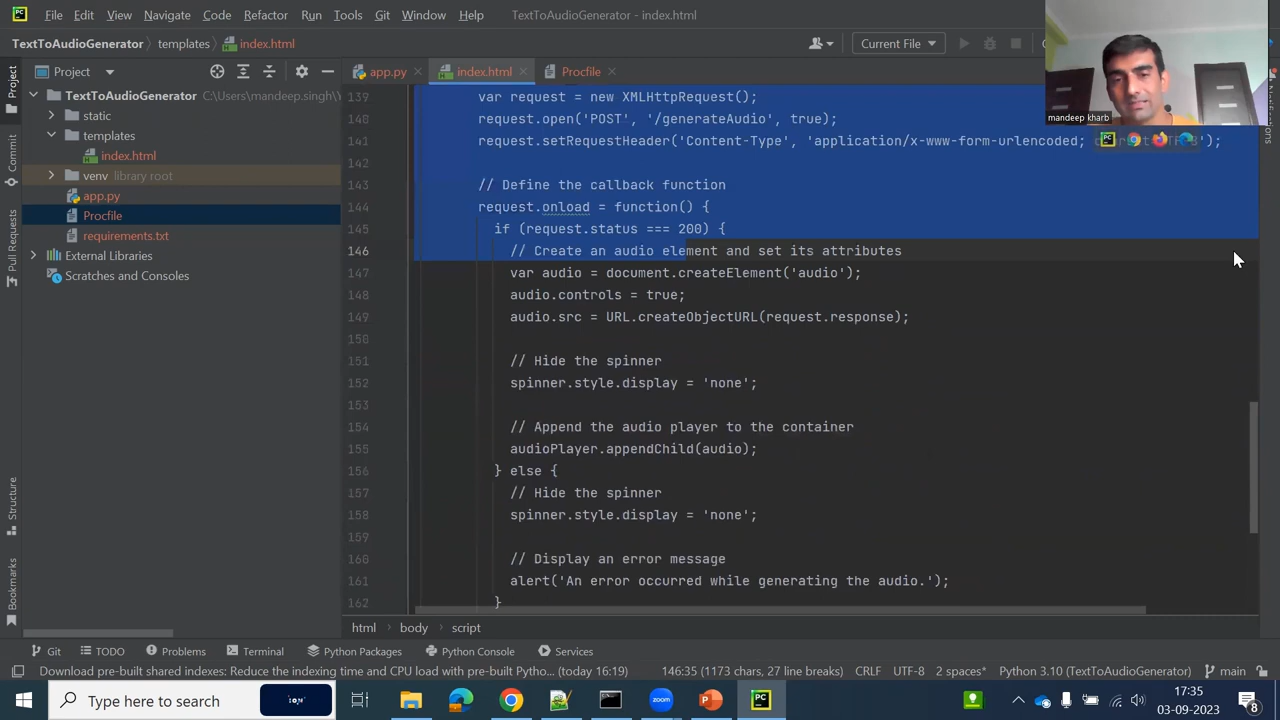 File Edit View Navigate Code Refactor Run Tools Git Window Help TextToAudioGenerator - index.html
TextToAudioGenerator templates index.html
Current File
mandeep kharb
Project
app.py index.html Procfile
TextToAudioGenerator C:\Users\mandeep.singh\Y
static
templates
index.html
venv library root
app.py
Procfile
requirements.txt
External Libraries
Scratches and Consoles
Project
Commit
Pull Requests
Structure
Bookmarks
139 var request = new XMLHttpRequest();
140 request.open('POST', '/generateAudio', true);
141 request.setRequestHeader('Content-Type', 'application/x-www-form-urlencoded;
142
143 // Define the callback function
144 request.onload = function() {
145 if (request.status === 200) {
146 // Create an audio element and set its attributes
147 var audio = document.createElement('audio');
148 audio.controls = true;
149 audio.src = URL.createObjectURL(request.response);
150
151 // Hide the spinner
152 spinner.style.display = 'none';
153
154 // Append the audio player to the container
155 audioPlayer.appendChild(audio);
156 } else {
157 // Hide the spinner
158 spinner.style.display = 'none';
159
160 // Display an error message
161 alert('An error occurred while generating the audio.');
162 }
html body script
Git TODO Problems Terminal Python Packages Python Console Services
Download pre-built shared indexes: Reduce the indexing time and CPU load with pre-built Pytho... (today 16:19) 146:35 (1173 chars, 27 line breaks) CRLF UTF-8 2 spaces* Python 3.10 (TextToAudioGenerator) main
Type here to search
17:35
03-09-2023
8